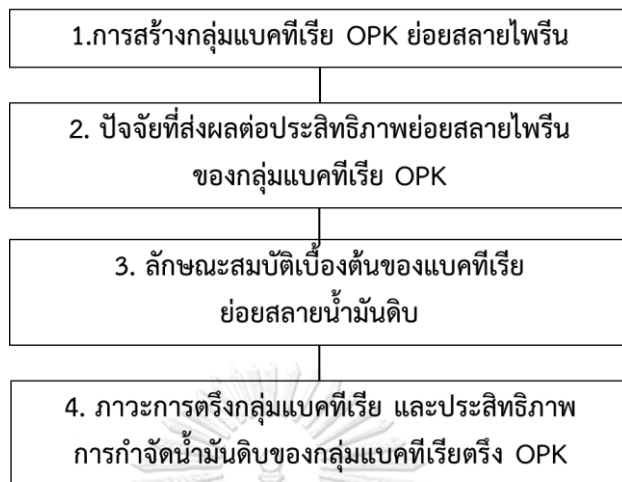 1.การสร้างกลุ่มแบคทีเรีย OPK ย่อยสลายไพรีน
2. ปัจจัยที่ส่งผลต่อประสิทธิภาพย่อยสลายไพรีน
ของกลุ่มแบคทีเรีย OPK
3. ลักษณะสมบัติเบื้องต้นของแบคทีเรีย
ย่อยสลายน้ำมันดิบ
4. ภาวะการตรึงกลุ่มแบคทีเรีย และประสิทธิภาพ
การกำจัดน้ำมันดิบของกลุ่มแบคทีเรียตรึง OPK